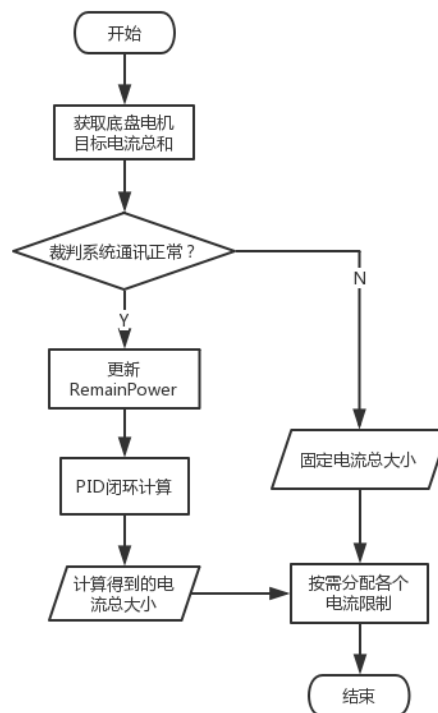 开始
获取底盘电机
目标电流总和
裁判系统通讯正常？
N
Y
更新
RemainPower
固定电流总大小
PID闭环计算
计算得到的电
流总大小
按需分配各个
电流限制
结束